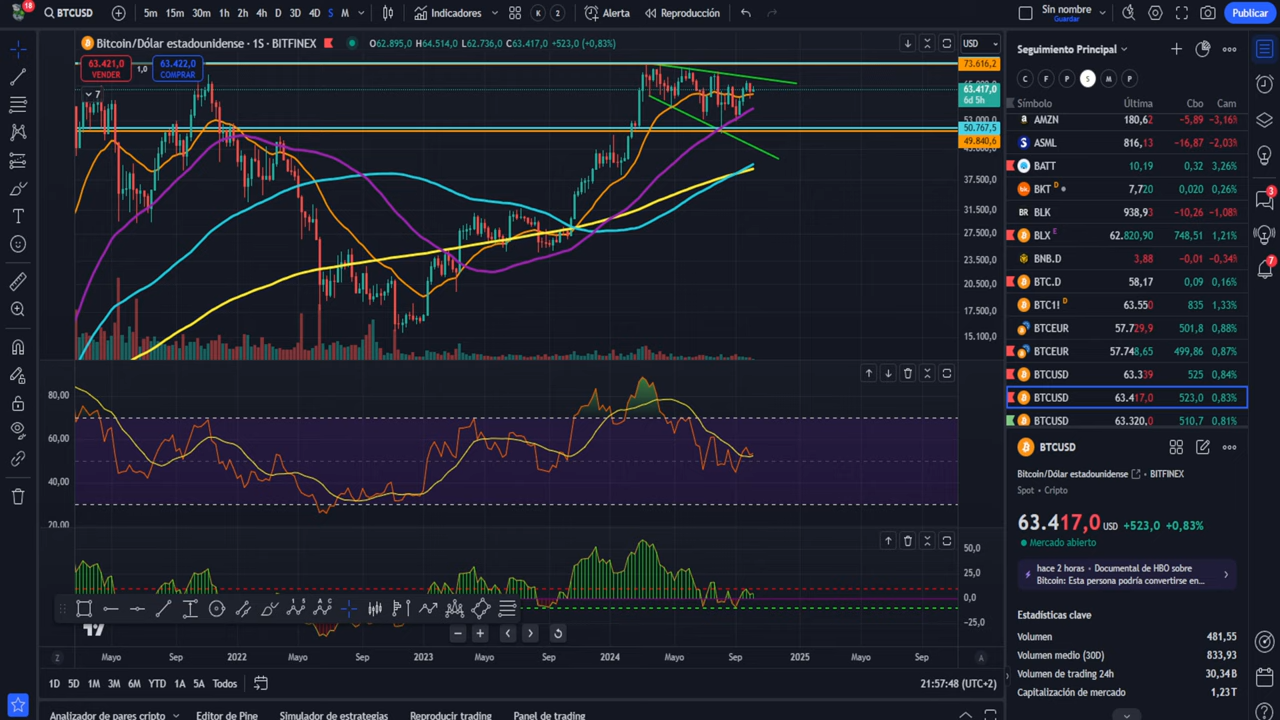 18
BTCUSD
5m 15m 30m 1h 2h 4h D 3D 4D S M
Indicadores
K 2
Alerta
Reproducción
Sin nombre
Guardar
Publicar
Bitcoin/Dólar estadounidense · 1S · BITFINEX
O62.895,0 H64.514,0 L62.736,0 C63.417,0 +523,0 (+0,83%)
63.421,0
VENDER
1,0
63.422,0
COMPRAR
7
USD
73.616,2
63.417,0
6d 5h
53.000,0
50.767,5
49.840,6
45.000,0
37.500,0
31.500,0
27.500,0
23.500,0
20.500,0
17.500,0
15.100,0
80,00
60,00
40,00
20,00
50,0
25,0
0,0
−25,0
Z
Mayo Sep 2022 Mayo Sep 2023 Mayo Sep 2024 Mayo Sep 2025 Mayo Sep
A
1D 5D 1M 3M 6M YTD 1A 5A Todos
21:57:48 (UTC+2)
Analizador de pares cripto Editor de Pine Simulador de estrategias Reproducir trading Panel de trading
Seguimiento Principal
C F P S M P
Símbolo Última Cbo Cam
AMZN 180,62 −5,89 −3,16%
ASML 816,13 −16,87 −2,03%
BATT 10,19 0,32 3,26%
BKT D 7,720 0,020 0,26%
BR BLK 938,93 −10,26 −1,08%
BLX E 62.820,90 748,51 1,21%
BNB.D 3,88 −0,01 −0,34%
BTC.D 58,17 0,09 0,16%
BTC1! D 63.550 835 1,33%
BTCEUR 57.729,9 501,8 0,88%
BTCEUR 57.748,65 499,86 0,87%
BTCUSD 63.339 525 0,84%
BTCUSD 63.417,0 523,0 0,83%
BTCUSD 63.320,0 510,7 0,81%
BTCUSD
Bitcoin/Dólar estadounidense · BITFINEX
Spot · Cripto
63.417,0 USD +523,0 +0,83%
Mercado abierto
hace 2 horas · Documental de HBO sobre
Bitcoin: Esta persona podría convertirse en...
Estadísticas clave
Volumen 481,55
Volumen medio (30D) 833,93
Volumen de trading 24h 30,34B
Capitalización de mercado 1,23T
3
7